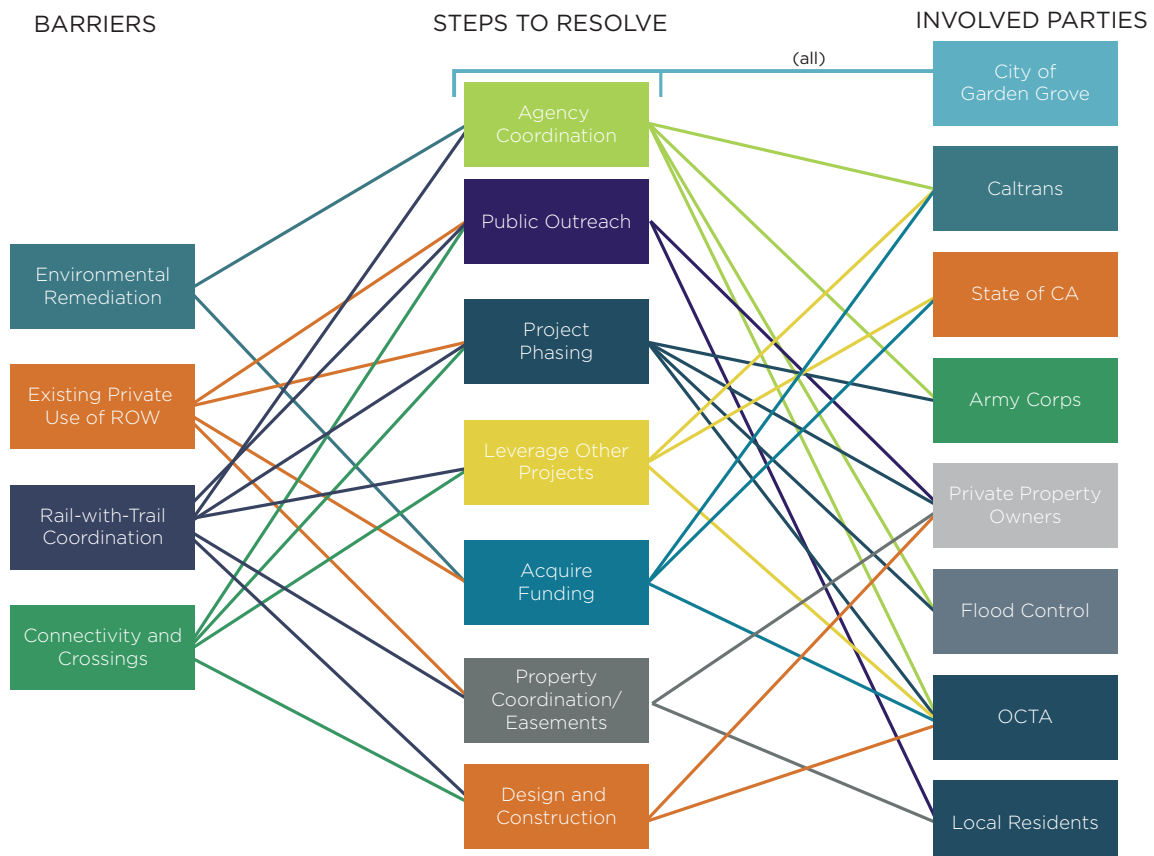 BARRIERS
STEPS TO RESOLVE
INVOLVED PARTIES
(all)
Environmental
Remediation
Existing Private
Use of ROW
Rail-with-Trail
Coordination
Connectivity and
Crossings
Agency
Coordination
Public Outreach
Project
Phasing
Leverage Other
Projects
Acquire
Funding
Property
Coordination/
Easements
Design and
Construction
City of
Garden Grove
Caltrans
State of CA
Army Corps
Private Property
Owners
Flood Control
OCTA
Local Residents